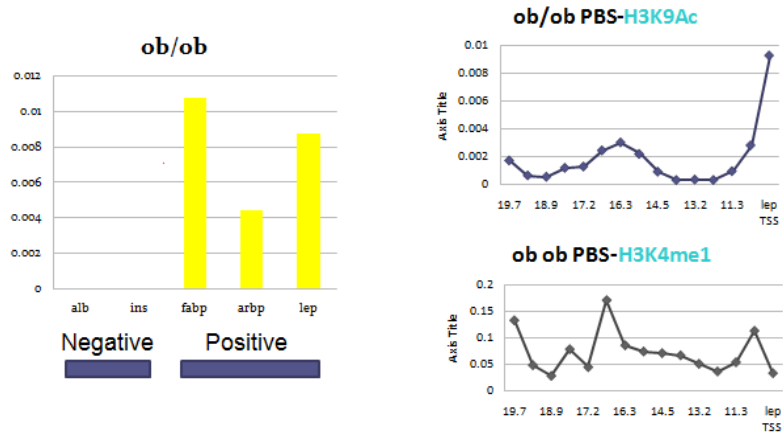 ob/ob
0.012
0.01
0.008
0.006
0.004
0.002
0
alb ins fabp arbp lep
Negative Positive
ob/ob PBS-H3K9Ac
Axis Title
0.01
0.008
0.006
0.004
0.002
0
19.7 18.9 17.2 16.3 14.5 13.2 11.3 lep
TSS
ob ob PBS-H3K4me1
Axis Title
0.2
0.15
0.1
0.05
0
19.7 18.9 17.2 16.3 14.5 13.2 11.3 lep
TSS